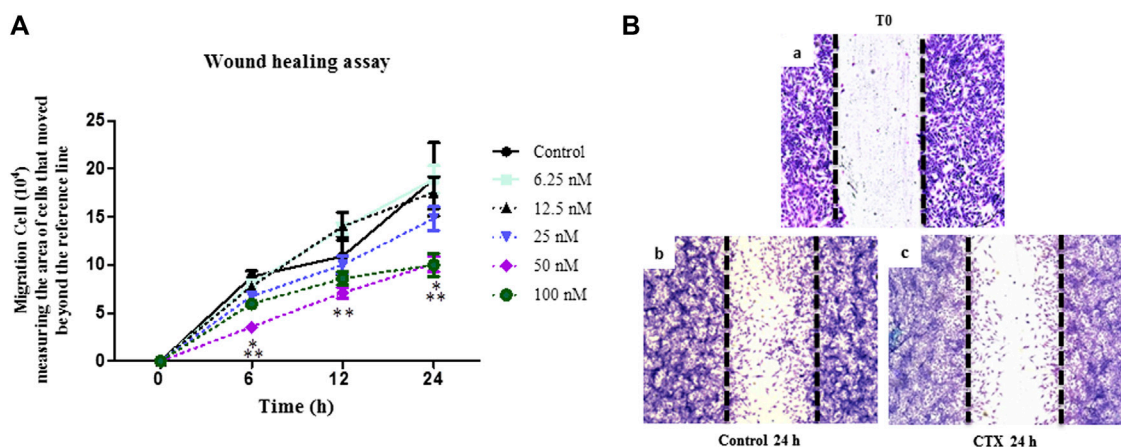 A
Wound healing assay
Migration Cell (10⁴)
measuring the area of cells that moved
beyond the reference line
25
20
15
10
5
0
0
6
12
24
*
**
**
*
**
Time (h)
Control
6.25 nM
12.5 nM
25 nM
50 nM
100 nM
B
T0
a
b
c
Control 24 h
CTX 24 h